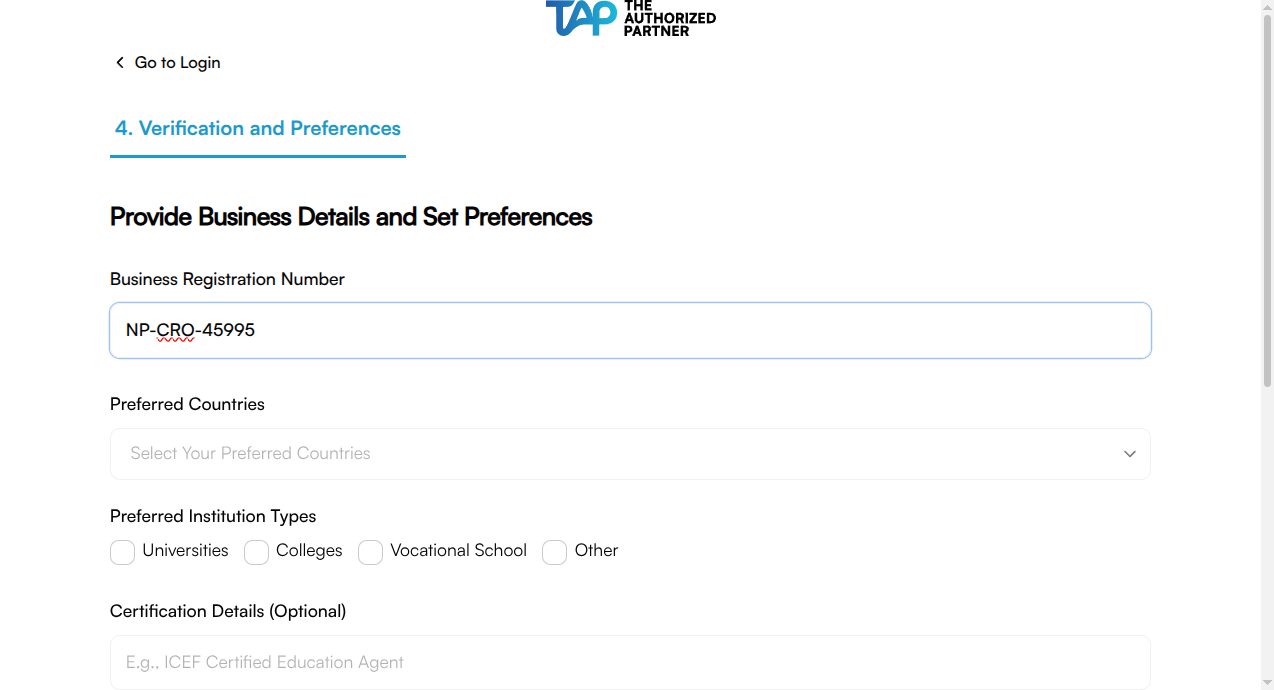 TAP THE
AUTHORIZED
PARTNER
Go to Login
4. Verification and Preferences
Provide Business Details and Set Preferences
Business Registration Number
NP-CRO-45995
Preferred Countries
Select Your Preferred Countries
Preferred Institution Types
Universities Colleges Vocational School Other
Certification Details (Optional)
E.g., ICEF Certified Education Agent